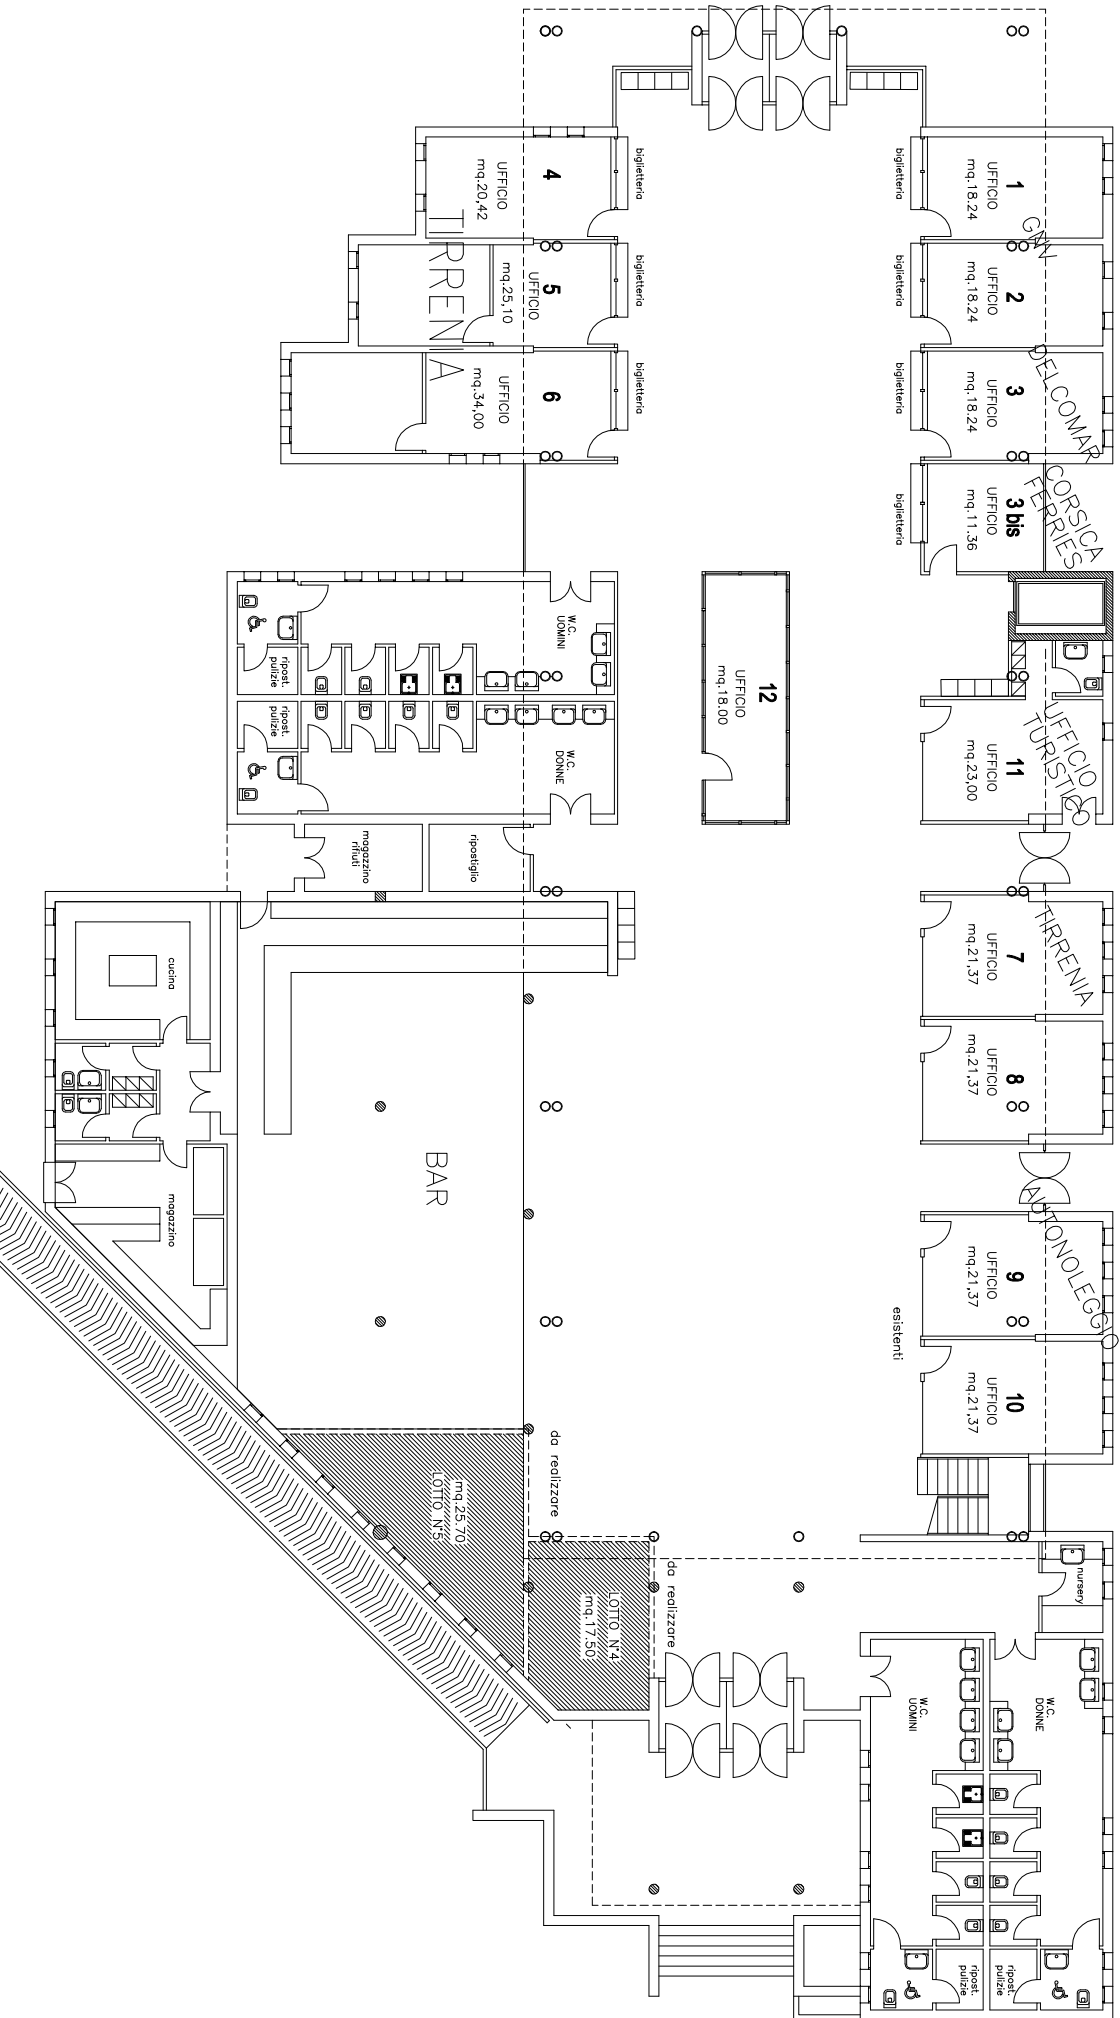 biglietteria
4
UFFICIO
mq.20,42
biglietteria
5
UFFICIO
mq.25,10
biglietteria
6
UFFICIO
mq.34,00
TIRRENIA
biglietteria
1
UFFICIO
mq.18.24
GNV
biglietteria
2
UFFICIO
mq.18.24
biglietteria
3
UFFICIO
mq.18.24
DELCOMAR
biglietteria
3 bis
UFFICIO
mq.11.36
CORSICA
FERRIES
W.C.
UOMINI
ripost.
pulizie
ripost.
pulizie
W.C.
DONNE
12
UFFICIO
mq.18.00
11
UFFICIO
mq.23,00
UFFICIO
TURISTICO
magazzino
rifiuti
ripostiglio
7
UFFICIO
mq.21,37
TIRRENIA
8
UFFICIO
mq.21,37
cucina
magazzino
BAR
9
UFFICIO
mq.21,37
AUTONOLEGGIO
esistenti
10
UFFICIO
mq.21,37
da realizzare
mq.25.70
LOTTO N°5
da realizzare
LOTTO N°4
mq.17.50
nursery
W.C.
UOMINI
W.C.
DONNE
ripost.
pulizie
ripost.
pulizie